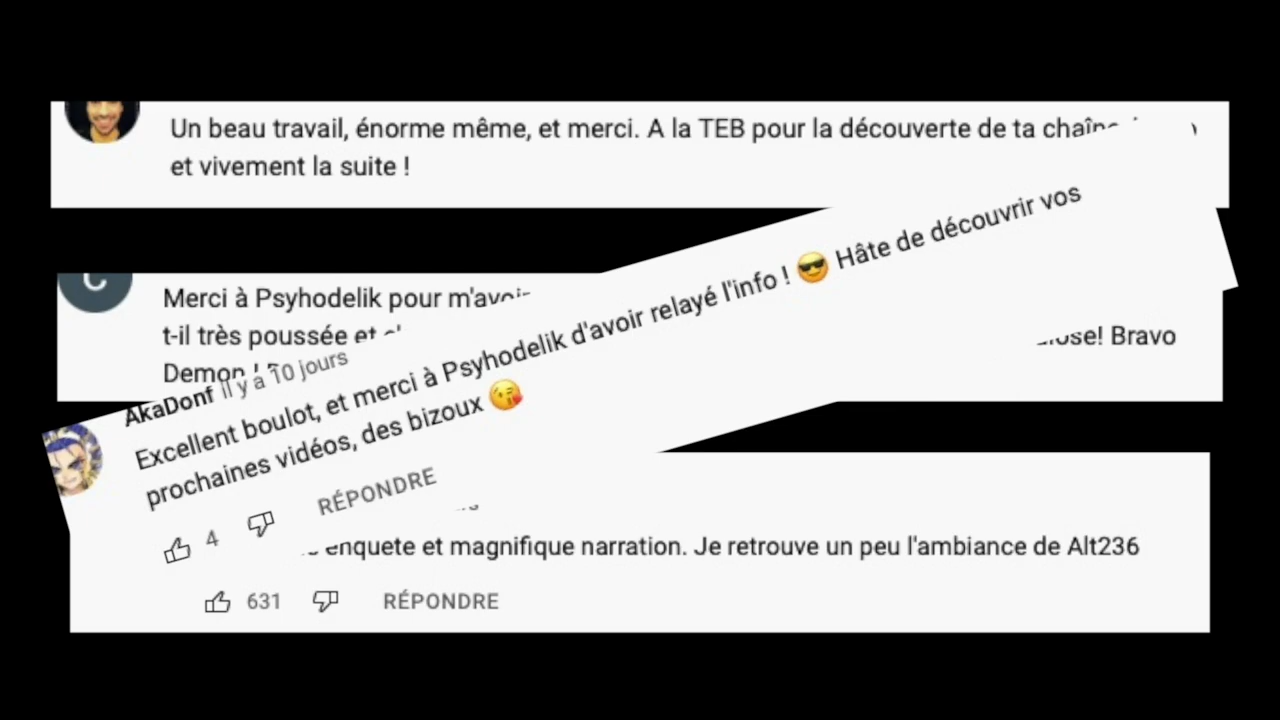 Un beau travail, énorme même, et merci. A la TEB pour la découverte de ta
et vivement la suite !
C
Merci à Psyhodelik pour
t-il très poussée et
Demon !
AkaDonf il y a 10 jours
Excellent boulot, et merci à Psyhodelik d'avoir relayé l'info ! 😎 Hâte de découvrir vos
prochaines vidéos, des bizoux 😘
4 RÉPONDRE
Bravo
enquete et magnifique narration. Je retrouve un peu l'ambiance de Alt236
631 RÉPONDRE